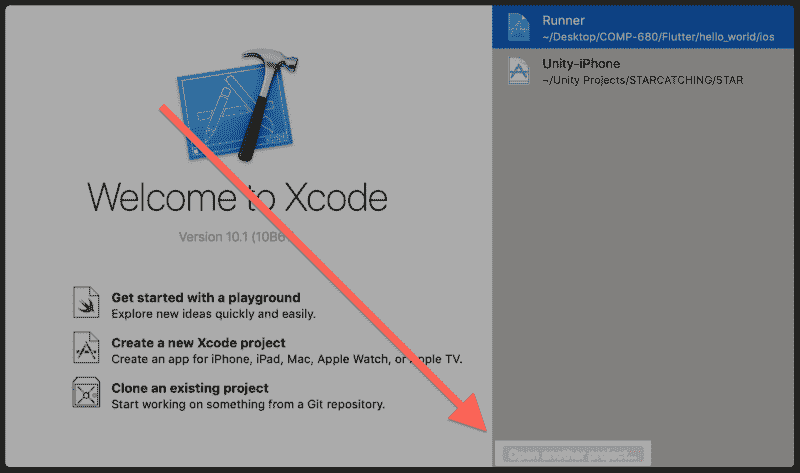 Welcome to Xcode
Version 10.1 (10B6
Get started with a playground
Explore new ideas quickly and easily.
Create a new Xcode project
Create an app for iPhone, iPad, Mac, Apple Watch, or Apple TV.
Clone an existing project
Start working on something from a Git repository.
Runner
~/Desktop/COMP-680/Flutter/hello_world/ios
Unity-iPhone
~/Unity Projects/STARCATCHING/STAR
Open another project...